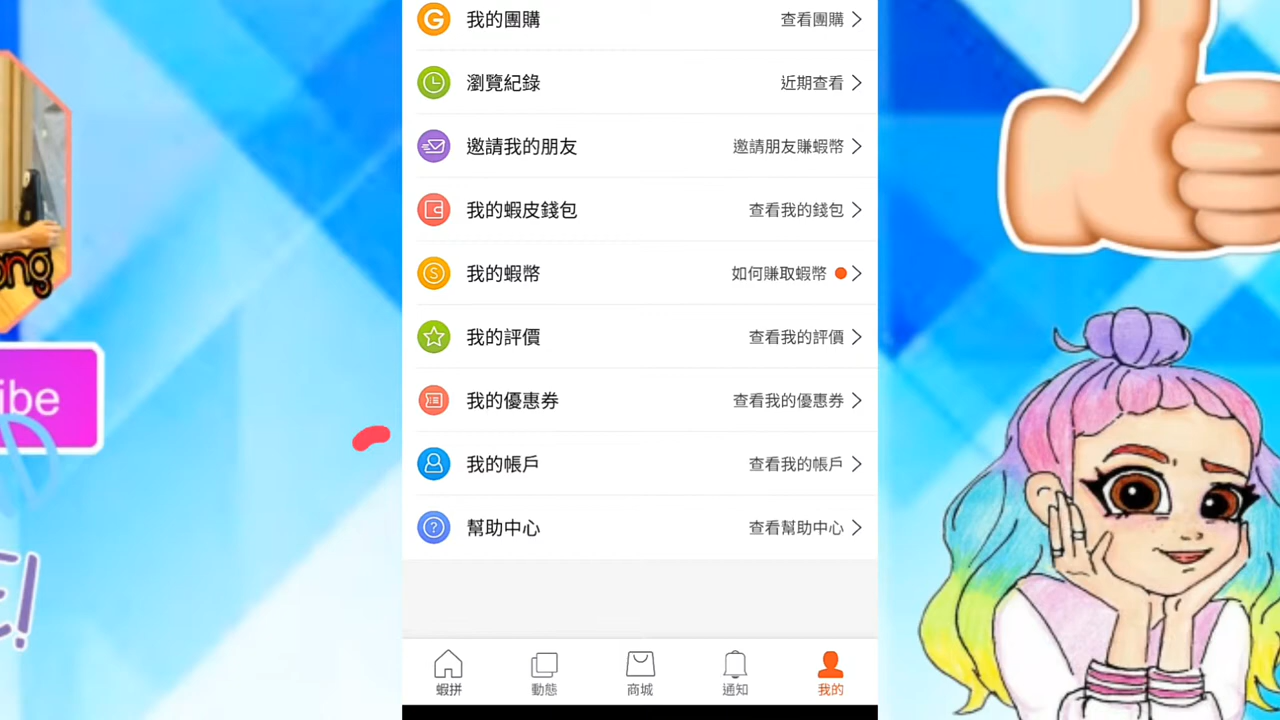 我的團購 查看團購
瀏覽紀錄 近期查看
邀請我的朋友 邀請朋友賺蝦幣
我的蝦皮錢包 查看我的錢包
我的蝦幣 如何賺取蝦幣
我的評價 查看我的評價
我的優惠券 查看我的優惠券
我的帳戶 查看我的帳戶
幫助中心 查看幫助中心
蝦拼 動態 商城 通知 我的
ong
ibe
E!